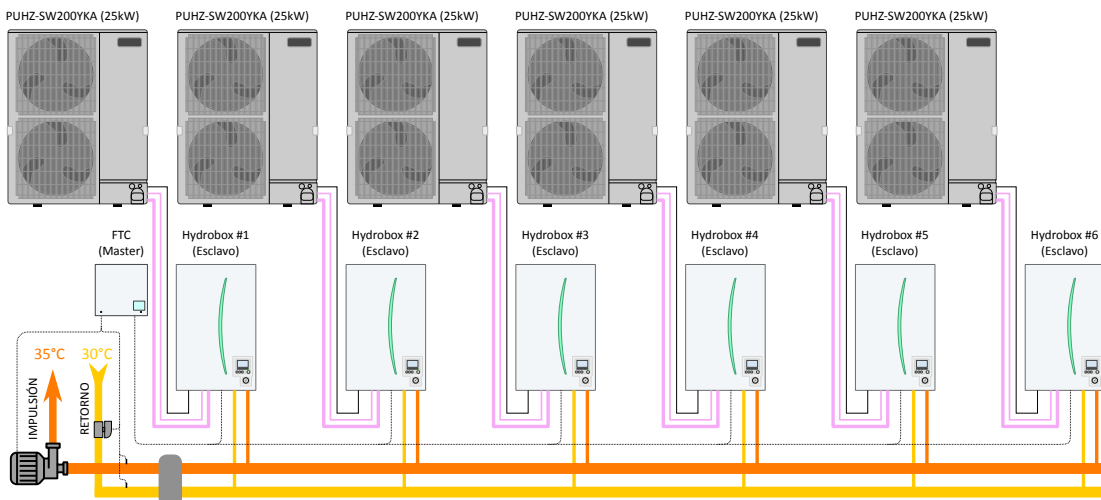 PUHZ-SW200YKA (25kW)
PUHZ-SW200YKA (25kW)
PUHZ-SW200YKA (25kW)
PUHZ-SW200YKA (25kW)
PUHZ-SW200YKA (25kW)
PUHZ-SW200YKA (25kW)
FTC
(Master)
Hydrobox #1
(Esclavo)
Hydrobox #2
(Esclavo)
Hydrobox #3
(Esclavo)
Hydrobox #4
(Esclavo)
Hydrobox #5
(Esclavo)
Hydrobox #6
(Esclavo)
35°C
30°C
IMPULSIÓN
RETORNO